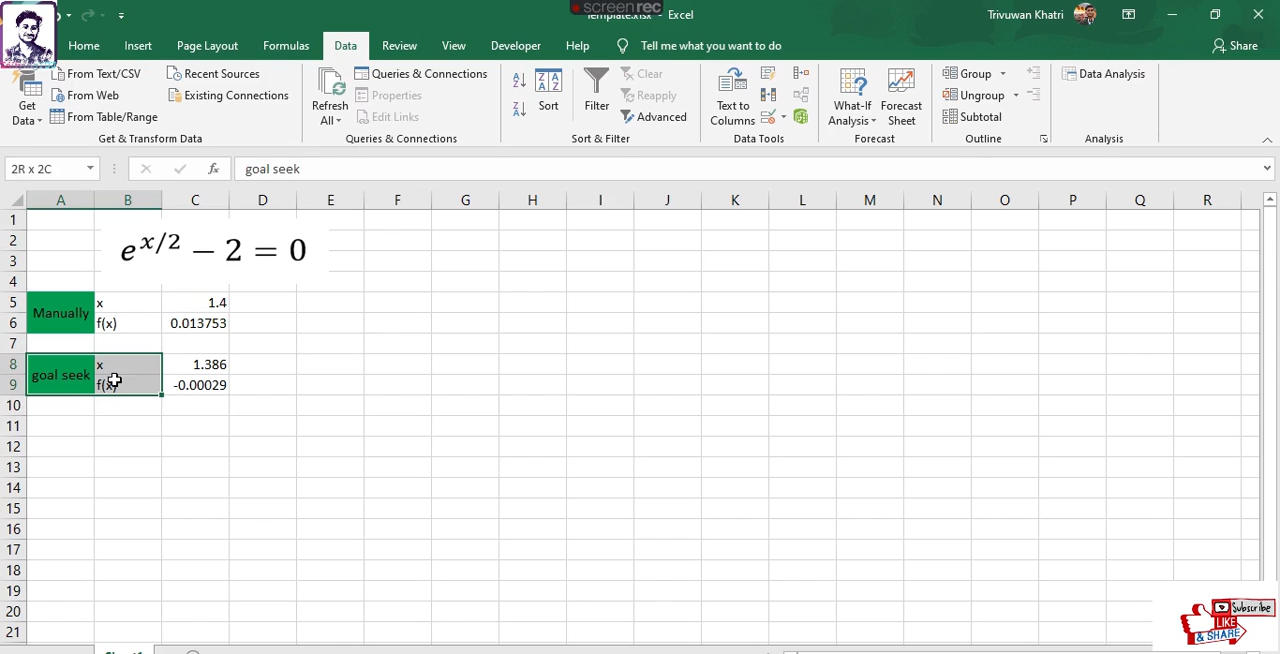 screenrec
Template.xlsx - Excel
Trivuwan Khatri
Home Insert Page Layout Formulas Data Review View Developer Help Tell me what you want to do Share
Get Data
From Text/CSV
From Web
From Table/Range
Recent Sources
Existing Connections
Get & Transform Data
Refresh All
Queries & Connections
Properties
Edit Links
Queries & Connections
Sort
Filter
Clear
Reapply
Advanced
Sort & Filter
Text to Columns
Data Tools
What-If Analysis
Forecast Sheet
Forecast
Group
Ungroup
Subtotal
Outline
Data Analysis
Analysis
2R x 2C fx goal seek
A B C D E F G H I J K L M N O P Q R
1
2
3
e^{x/2} − 2 = 0
4
5 x 1.4
Manually
6 f(x) 0.013753
7
8 x 1.386
goal seek
9 f(x) -0.00029
10
11
12
13
14
15
16
17
18
19
20
21
Subscribe
LIKE
& SHARE